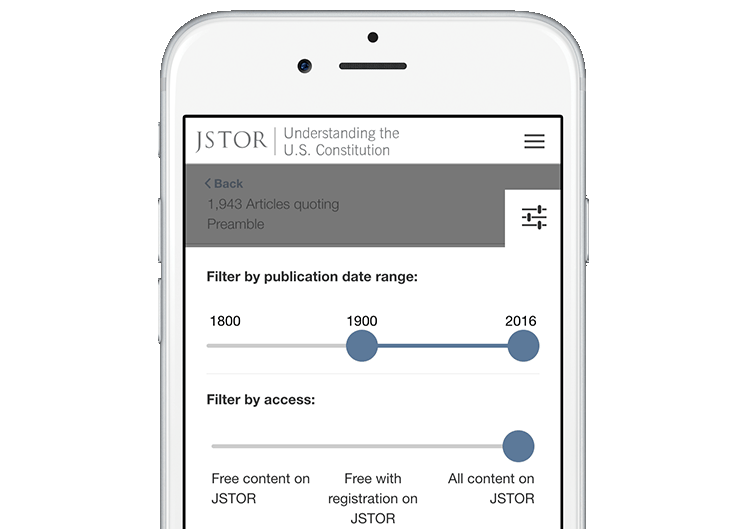 JSTOR
Understanding the
U.S. Constitution
Back
1,943 Articles quoting
Preamble
Filter by publication date range:
1800 1900 2016
Filter by access:
Free content on
JSTOR
Free with
registration on
JSTOR
All content on
JSTOR